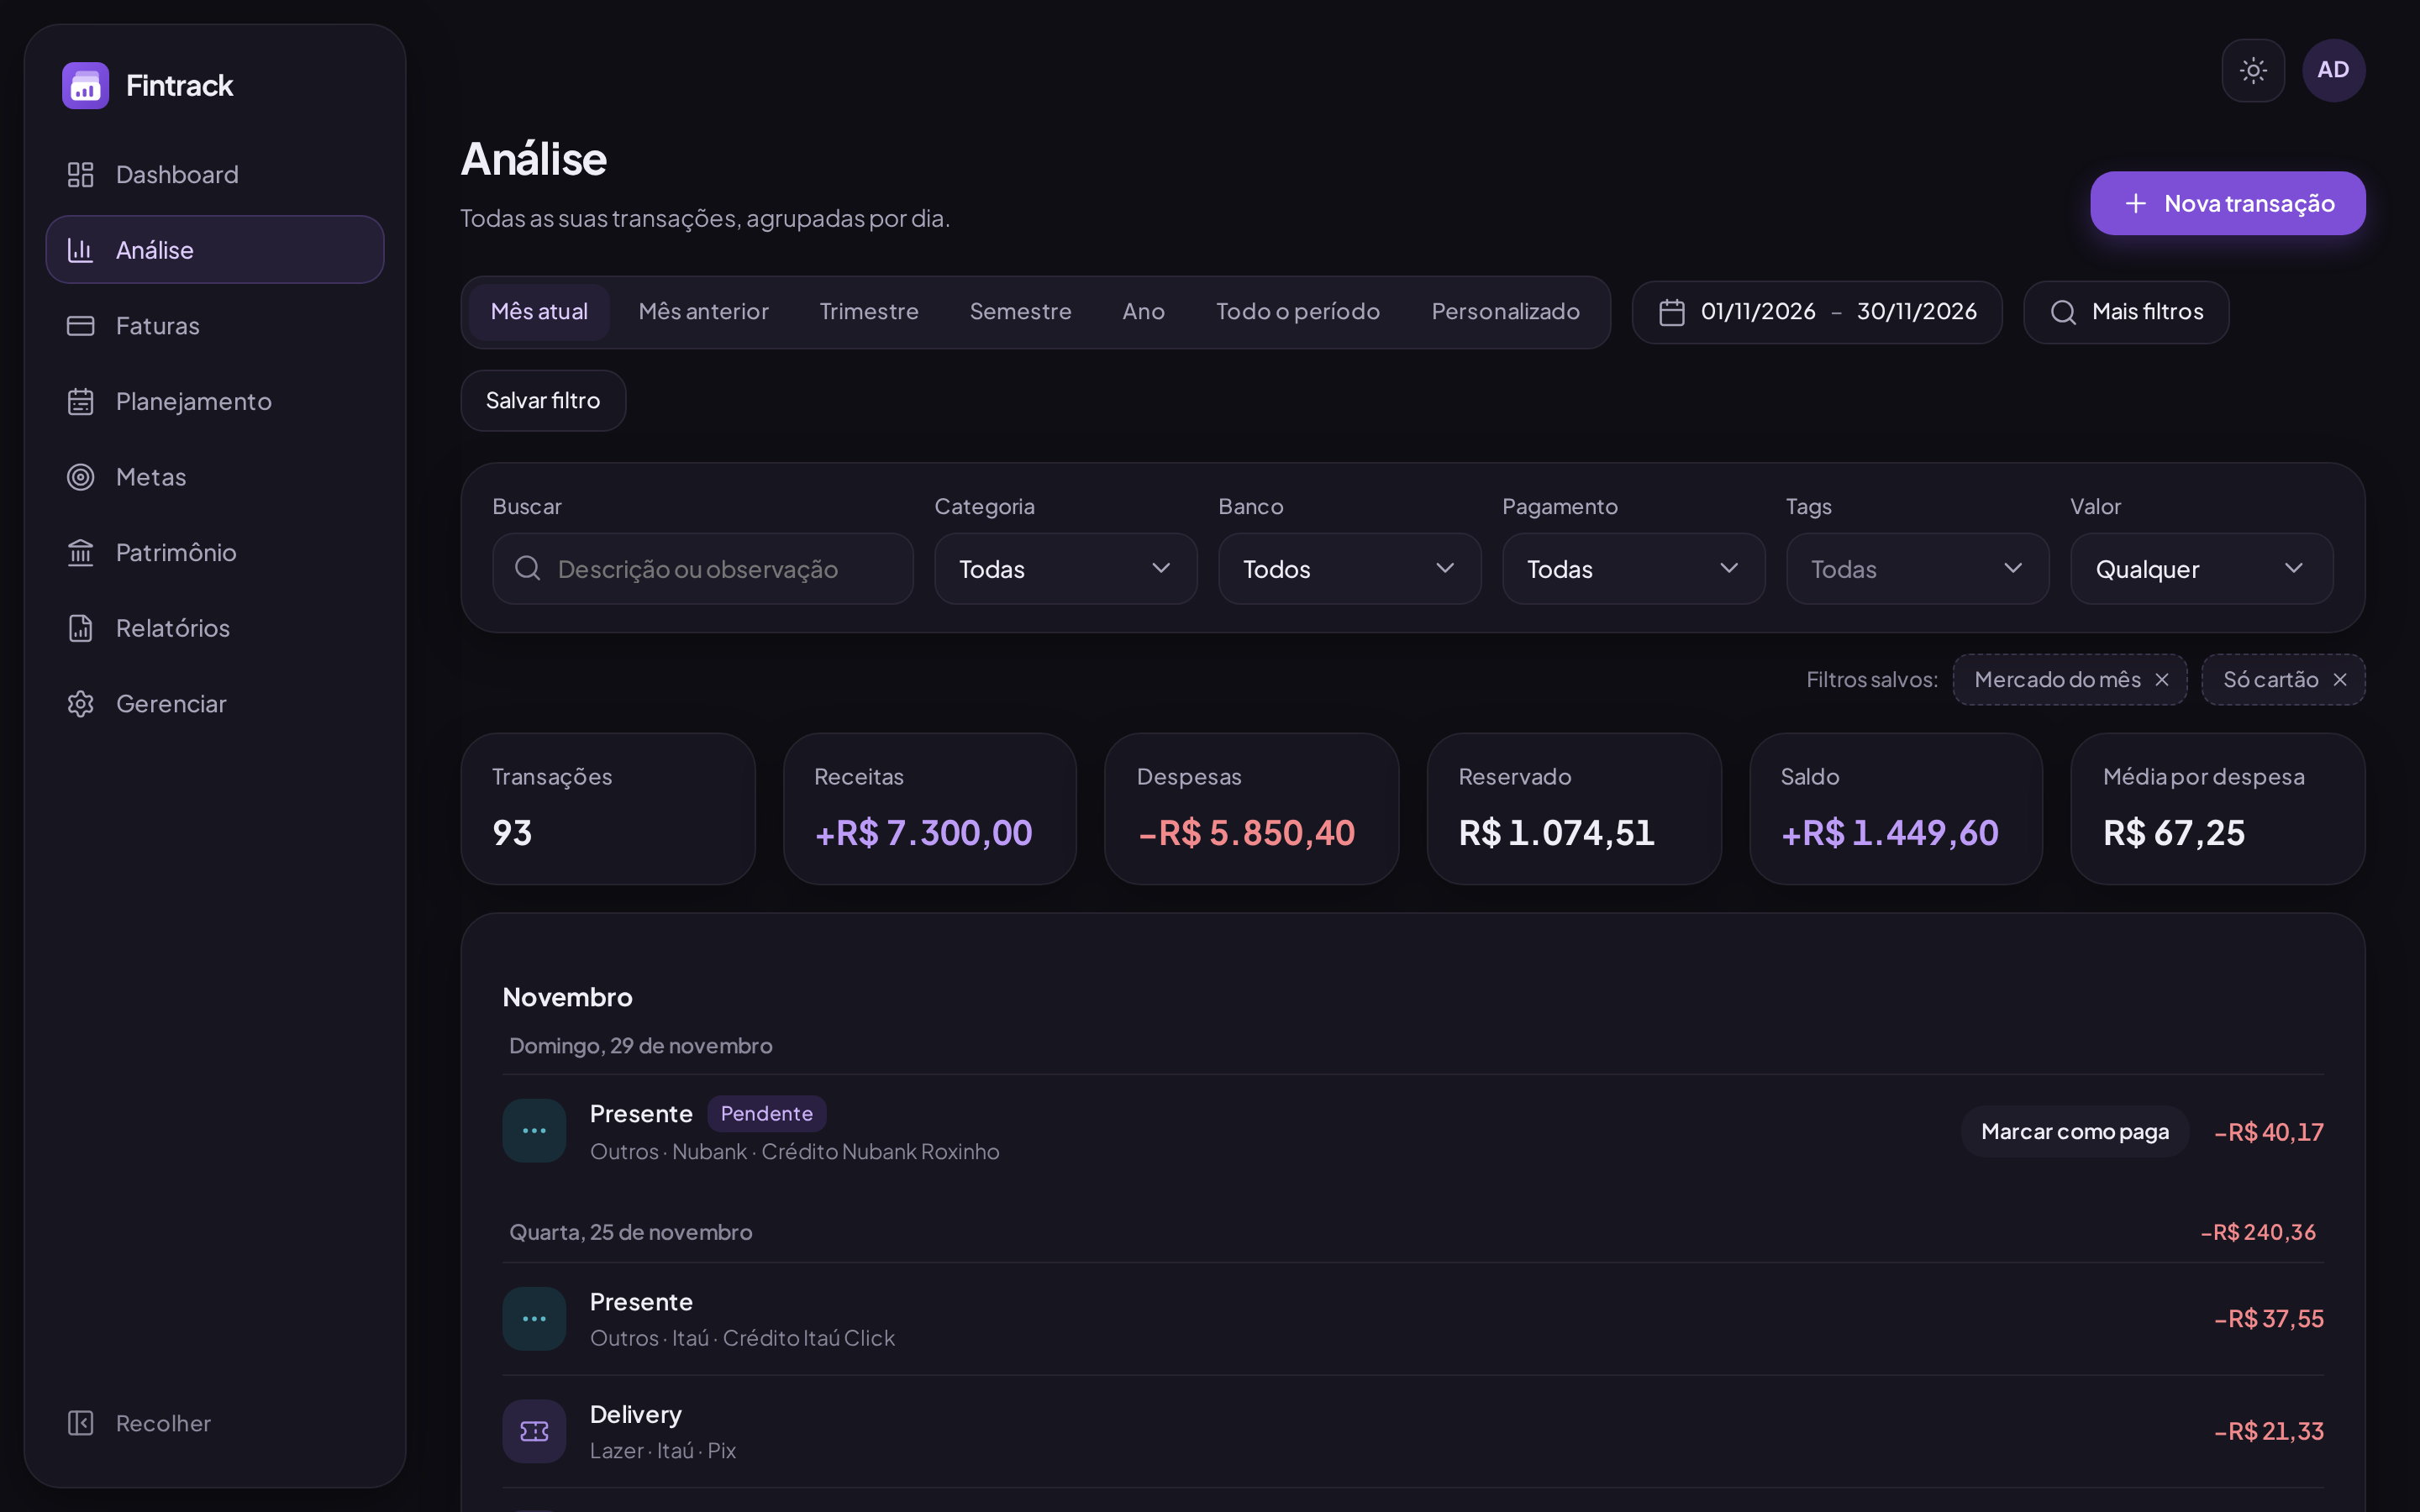 Fintrack
Dashboard
Análise
Faturas
Planejamento
Metas
Patrimônio
Relatórios
Gerenciar
Recolher
AD
Análise
Todas as suas transações, agrupadas por dia.
Nova transação
Mês atual Mês anterior Trimestre Semestre Ano Todo o período Personalizado 01/11/2026 – 30/11/2026 Mais filtros
Salvar filtro
Buscar Categoria Banco Pagamento Tags Valor
Descrição ou observação Todas Todos Todas Todas Qualquer
Filtros salvos: Mercado do mês Só cartão
Transações Receitas Despesas Reservado Saldo Média por despesa
93 +R$ 7.300,00 −R$ 5.850,40 R$ 1.074,51 +R$ 1.449,60 R$ 67,25
Novembro
Domingo, 29 de novembro
Presente Pendente
Outros · Nubank · Crédito Nubank Roxinho
Marcar como paga −R$ 40,17
Quarta, 25 de novembro −R$ 240,36
Presente
Outros · Itaú · Crédito Itaú Click
−R$ 37,55
Delivery
Lazer · Itaú · Pix
−R$ 21,33